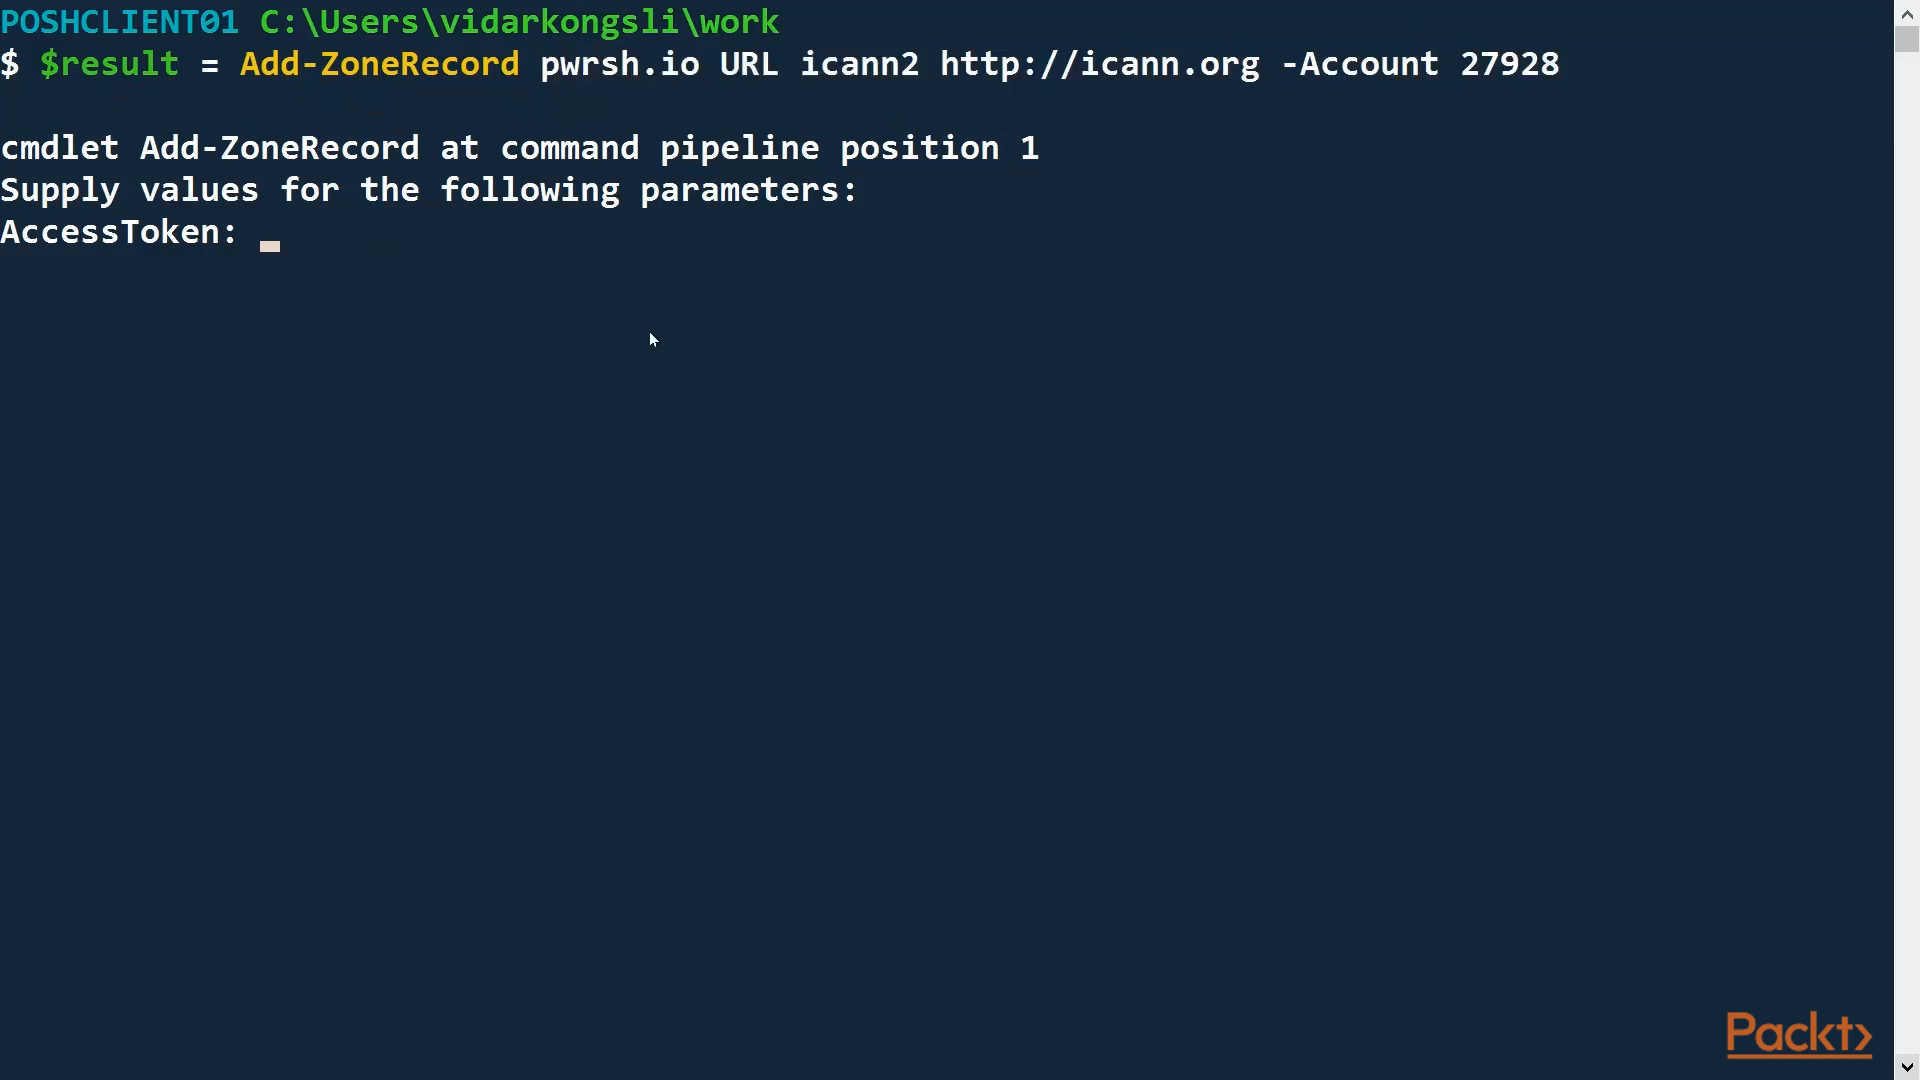 POSHCLIENT01 C:\Users\vidarkongsli\work
$ $result = Add-ZoneRecord pwrsh.io URL icann2 http://icann.org -Account 27928
cmdlet Add-ZoneRecord at command pipeline position 1
Supply values for the following parameters:
AccessToken:
Packt>